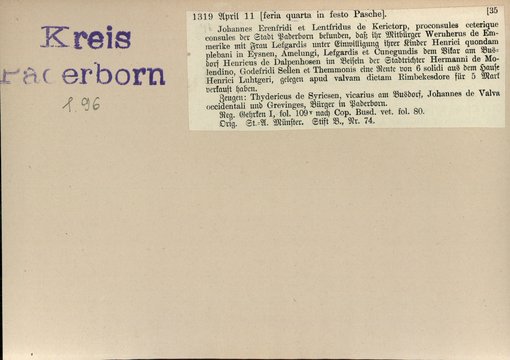 Kreis
Paderborn
1.96
[35
1319 April 11 [feria quarta in festo Pasche].
Johannes Erenfridi et Lentfridus de Kerictorp, proconsules ceterique
consules der Stadt Paderborn bekunden, daß ihr Mitbürger Wernherus de Em-
merike mit Frau Lefgardis unter Einwilligung ihrer Kinder Henrici quondam
plebani in Eysnen, Amelungi, Lefgardis et Cunegundis dem Vikar am Bus-
dorf Henricus de Dalpenhosen im Beisein der Stadtrichter Hermanni de Mo-
lendino, Godefridi Sellen et Themmonis eine Rente von 6 solidi aus dem Hause
Henrici Luhtgeri, gelegen apud valvam dictam Rimbekesdore für 5 Mark
verkauft haben.
Zeugen: Thydericus de Syricsen, vicarius am Bußdorf, Johannes de Valva
occidentali und Grevinges, Bürger in Paderborn.
Reg. Gehrken I, fol. 109v nach Cop. Busd. vet. fol. 80.
Orig. St.-A. Münster. Stift B., Nr. 74.